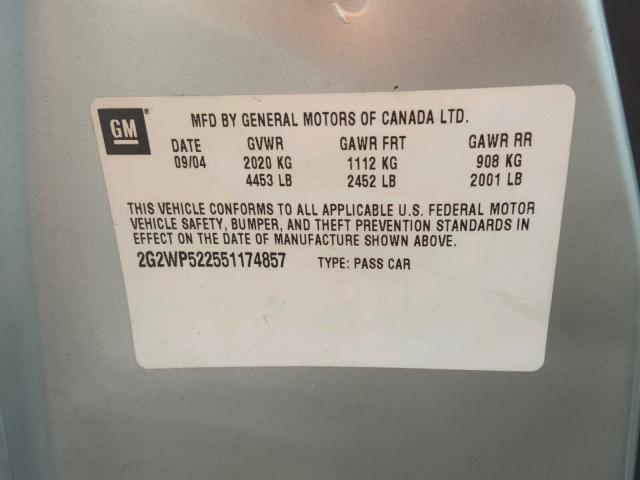 GM
MFD BY GENERAL MOTORS OF CANADA LTD.
DATE GVWR GAWR FRT GAWR RR
09/04 2020 KG 1112 KG 908 KG
4453 LB 2452 LB 2001 LB
THIS VEHICLE CONFORMS TO ALL APPLICABLE U.S. FEDERAL MOTOR
VEHICLE SAFETY, BUMPER, AND THEFT PREVENTION STANDARDS IN
EFFECT ON THE DATE OF MANUFACTURE SHOWN ABOVE.
2G2WP522551174857 TYPE: PASS CAR